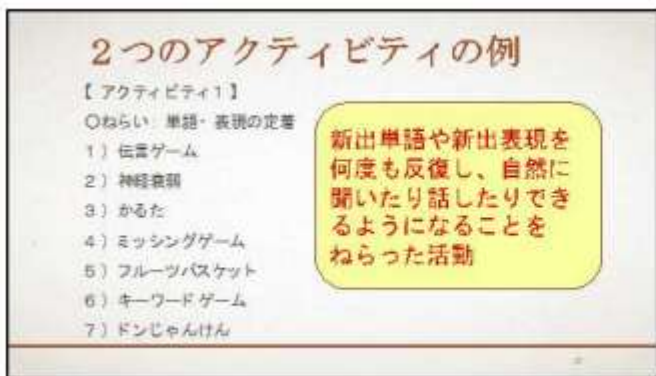 2つのアクティビティの例
【アクティビティ1】
○ねらい 単語・表現の定着
1）伝言ゲーム
2）神経衰弱
3）かるた
4）ミッシングゲーム
5）フルーツバスケット
6）キーワードゲーム
7）ドンじゃんけん
新出単語や新出表現を
何度も反復し、自然に
聞いたり話したりでき
るようになることを
ねらった活動